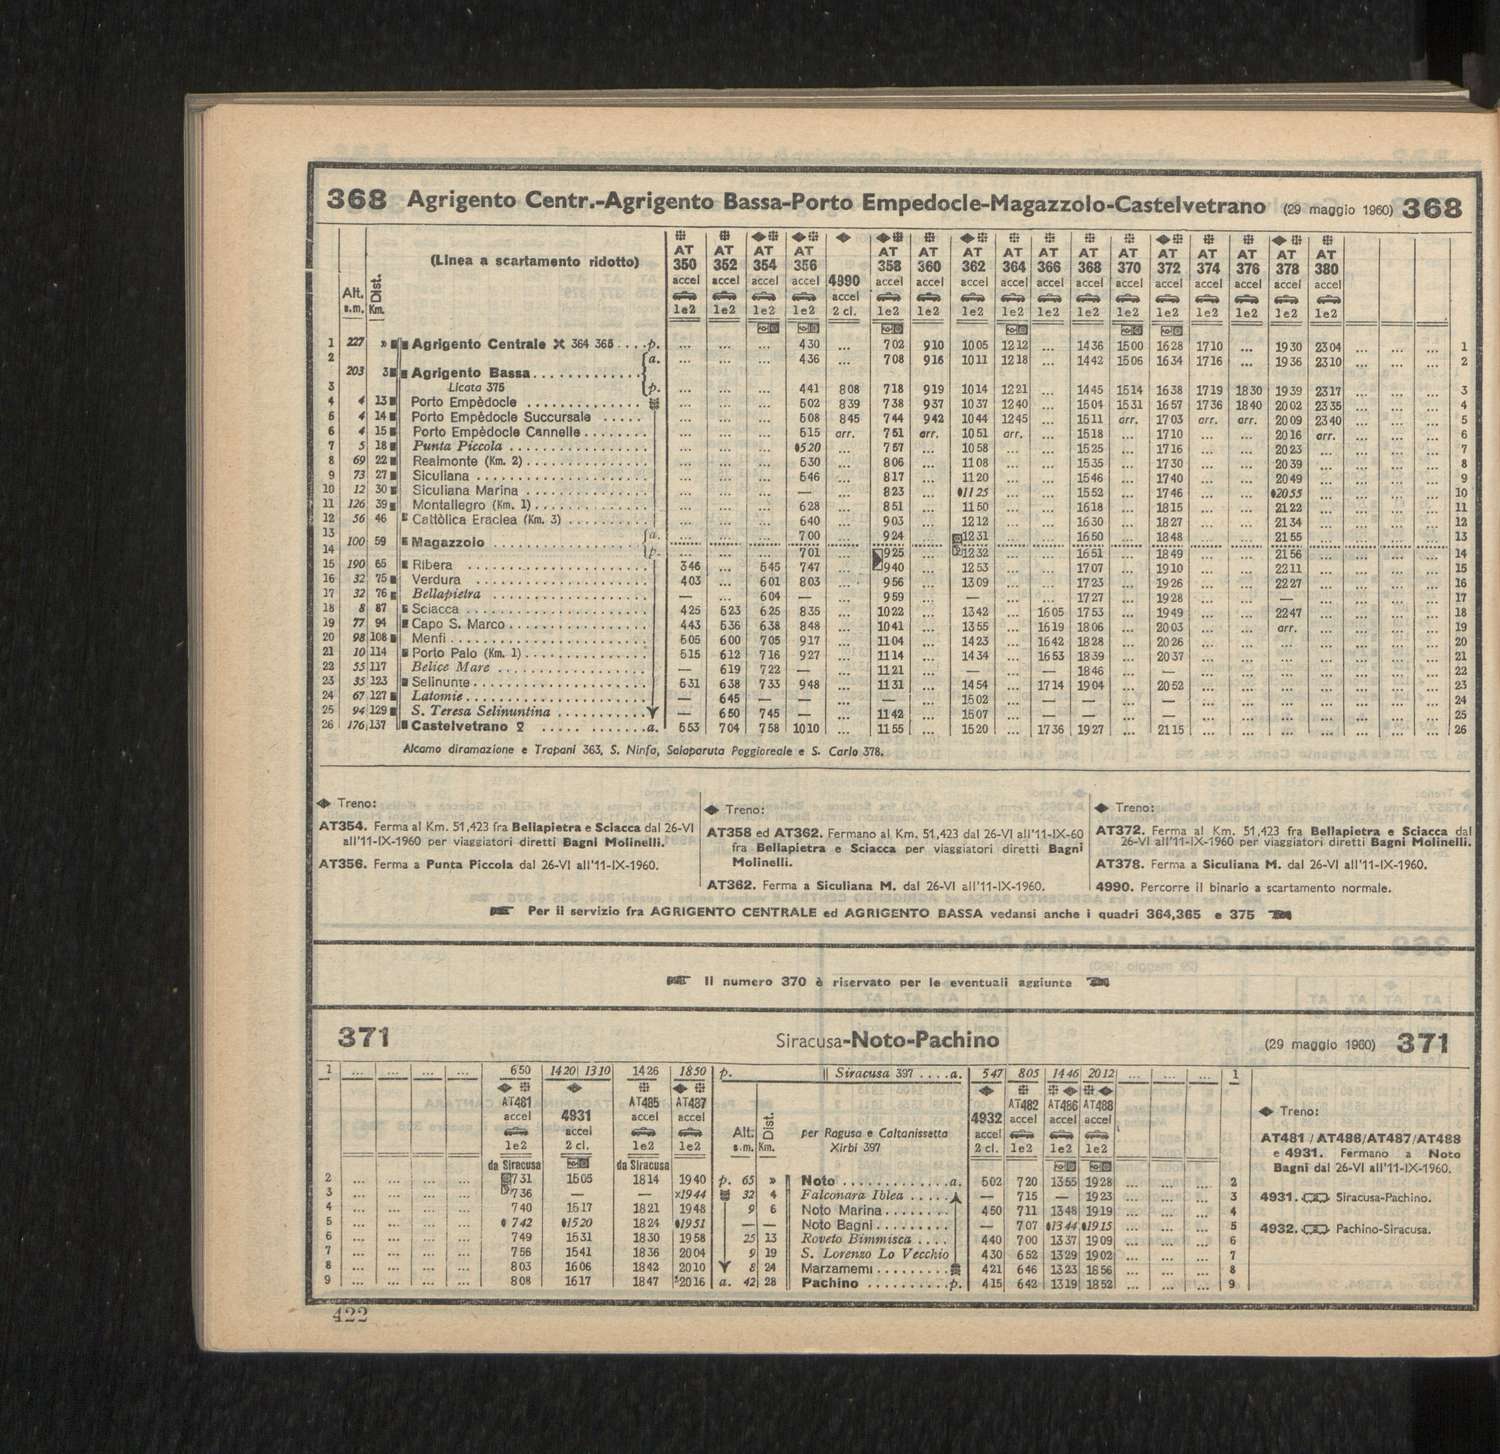 368 Agrigento Centr.-Agrigento Bassa-Porto Empedocle-Magazzolo-Castelvetrano (29 maggio 1960) 368
(Linea a scartamento ridotto)
Alt. s.m. Dist. Km.
AT 350 accel 1e2
AT 352 accel 1e2
AT 354 accel 1e2
AT 356 accel 1e2
4990 accel 2 cl.
AT 358 accel 1e2
AT 360 accel 1e2
AT 362 accel 1e2
AT 364 accel 1e2
AT 366 accel 1e2
AT 368 accel 1e2
AT 370 accel 1e2
AT 372 accel 1e2
AT 374 accel 1e2
AT 376 accel 1e2
AT 378 accel 1e2
AT 380 accel 1e2
1 227 » Agrigento Centrale 364 365 .... p. ... ... ... 430 ... 702 910 1005 1212 ... 1436 1500 1628 1710 ... 1930 2304 ... ... ... 1
2 a. ... ... ... 436 ... 708 916 1011 1218 ... 1442 1506 1634 1716 ... 1936 2310 ... ... ... 2
203 3 Agrigento Bassa
3 Licata 375 p. ... ... ... 441 808 718 919 1014 1221 ... 1445 1514 1638 1719 1830 1939 2317 ... ... ... 3
4 4 13 Porto Empèdocle ... ... ... 502 839 738 937 1037 1240 ... 1504 1531 1657 1736 1840 2002 2335 ... ... ... 4
5 4 14 Porto Empèdocle Succursale ... ... ... 508 845 744 942 1044 1245 ... 1511 arr. 1703 arr. arr. 2009 2340 ... ... ... 5
6 4 15 Porto Empèdocle Cannelle ... ... ... 515 arr. 751 arr. 1051 arr. ... 1518 ... 1710 ... ... 2016 arr. ... ... ... 6
7 5 18 Punta Piccola ... ... ... 520 ... 757 ... 1058 ... ... 1525 ... 1716 ... ... 2023 ... ... ... ... 7
8 69 22 Realmonte (Km. 2) ... ... ... 530 ... 806 ... 1108 ... ... 1535 ... 1730 ... ... 2039 ... ... ... ... 8
9 73 27 Siculiana ... ... ... 546 ... 817 ... 1120 ... ... 1546 ... 1740 ... ... 2049 ... ... ... ... 9
10 12 30 Siculiana Marina ... ... ... — ... 823 ... 1125 ... ... 1552 ... 1746 ... ... 2055 ... ... ... ... 10
11 126 39 Montallegro (Km. 1) ... ... ... 628 ... 851 ... 1150 ... ... 1618 ... 1815 ... ... 2122 ... ... ... ... 11
12 56 46 Cattòlica Eraclea (Km. 3) ... ... ... 640 ... 903 ... 1212 ... ... 1630 ... 1827 ... ... 2134 ... ... ... ... 12
13 a. ... ... ... 700 ... 924 ... 1231 ... ... 1650 ... 1848 ... ... 2155 ... ... ... ... 13
100 59 Magazzolo
14 p. ... ... ... 701 ... 925 ... 1232 ... ... 1651 ... 1849 ... ... 2156 ... ... ... ... 14
15 190 65 Ribera 346 ... 545 747 ... 940 ... 1253 ... ... 1707 ... 1910 ... ... 2211 ... ... ... ... 15
16 32 75 Verdura 403 ... 601 803 ... 956 ... 1309 ... ... 1723 ... 1926 ... ... 2227 ... ... ... ... 16
17 32 76 Bellapietra — ... 604 — ... 959 ... — ... ... 1727 ... 1928 ... ... — ... ... ... ... 17
18 8 87 Sciacca 425 523 625 835 ... 1022 ... 1342 ... 1605 1753 ... 1949 ... ... 2247 ... ... ... ... 18
19 77 94 Capo S. Marco 443 536 638 848 ... 1041 ... 1355 ... 1619 1806 ... 2003 ... ... arr. ... ... ... ... 19
20 98 108 Menfi 505 600 705 917 ... 1104 ... 1423 ... 1642 1828 ... 2026 ... ... ... ... ... ... ... 20
21 10 114 Porto Palo (Km. 1) 515 612 716 927 ... 1114 ... 1434 ... 1653 1839 ... 2037 ... ... ... ... ... ... ... 21
22 55 117 Belice Mare — 619 722 — ... 1121 ... — ... — 1846 ... — ... ... ... ... ... ... ... 22
23 35 123 Selinunte 531 638 733 948 ... 1131 ... 1454 ... 1714 1904 ... 2052 ... ... ... ... ... ... ... 23
24 67 127 Latomie — 645 — — ... — ... 1502 ... — — ... — ... ... ... ... ... ... ... 24
25 94 129 S. Teresa Selinuntina — 650 745 — ... 1142 ... 1507 ... — — ... — ... ... ... ... ... ... ... 25
26 176 137 Castelvetrano a. 553 704 758 1010 ... 1155 ... 1520 ... 1736 1927 ... 2115 ... ... ... ... ... ... ... 26
Alcamo diramazione e Trapani 363, S. Ninfa, Salaparuta Poggioreale e S. Carlo 378.
Treno:
AT354. Ferma al Km. 51,423 fra Bellapietra e Sciacca dal 26-VI
all'11-IX-1960 per viaggiatori diretti Bagni Molinelli.
AT356. Ferma a Punta Piccola dal 26-VI all'11-IX-1960.
Treno:
AT358 ed AT362. Fermano al Km. 51,423 dal 26-VI all'11-IX-60
fra Bellapietra e Sciacca per viaggiatori diretti Bagni
Molinelli.
AT362. Ferma a Siculiana M. dal 26-VI all'11-IX-1960.
Treno:
AT372. Ferma al Km. 51,423 fra Bellapietra e Sciacca dal
26-VI all'11-IX-1960 per viaggiatori diretti Bagni Molinelli.
AT378. Ferma a Siculiana M. dal 26-VI all'11-IX-1960.
4990. Percorre il binario a scartamento normale.
Per il servizio fra AGRIGENTO CENTRALE ed AGRIGENTO BASSA vedansi anche i quadri 364,365 e 375
Il numero 370 è riservato per le eventuali aggiunte
371 Siracusa-Noto-Pachino (29 maggio 1960) 371
1 ... ... ... ... 650 1420 1310 1426 1850 p. Siracusa 397 .... a. 547 805 1446 2012 ... ... ... 1
AT481 accel 1e2 da Siracusa
4931 accel 2 cl.
AT485 accel 1e2 da Siracusa
AT487 accel 1e2
Alt. s.m. Dist. Km.
per Ragusa e Caltanissetta
Xirbi 397
4932 accel 2 cl.
AT482 accel 1e2
AT486 accel 1e2
AT488 accel 1e2
2 ... ... ... ... 731 1505 1814 1940 p. 65 » Noto a. 502 720 1355 1928 ... ... ... 2
3 ... ... ... ... 736 — — x1944 32 4 Falconara Iblea — 715 — 1923 ... ... ... 3
4 ... ... ... ... 740 1517 1821 1948 9 6 Noto Marina 450 711 1348 1919 ... ... ... 4
5 ... ... ... ... 742 1520 1824 1951 — — Noto Bagni — 707 1344 1915 ... ... ... 5
6 ... ... ... ... 749 1531 1830 1958 25 13 Roveto Bimmisca 440 700 1337 1909 ... ... ... 6
7 ... ... ... ... 756 1541 1836 2004 9 19 S. Lorenzo Lo Vecchio 430 652 1329 1902 ... ... ... 7
8 ... ... ... ... 803 1606 1842 2010 8 24 Marzamemi 421 646 1323 1856 ... ... ... 8
9 ... ... ... ... 808 1617 1847 2016 a. 42 28 Pachino p. 415 642 1319 1852 ... ... ... 9
Treno:
AT481 / AT486/AT487/AT488
e 4931. Fermano a Noto
Bagni dal 26-VI all'11-IX-1960.
4931. Siracusa-Pachino.
4932. Pachino-Siracusa.
422